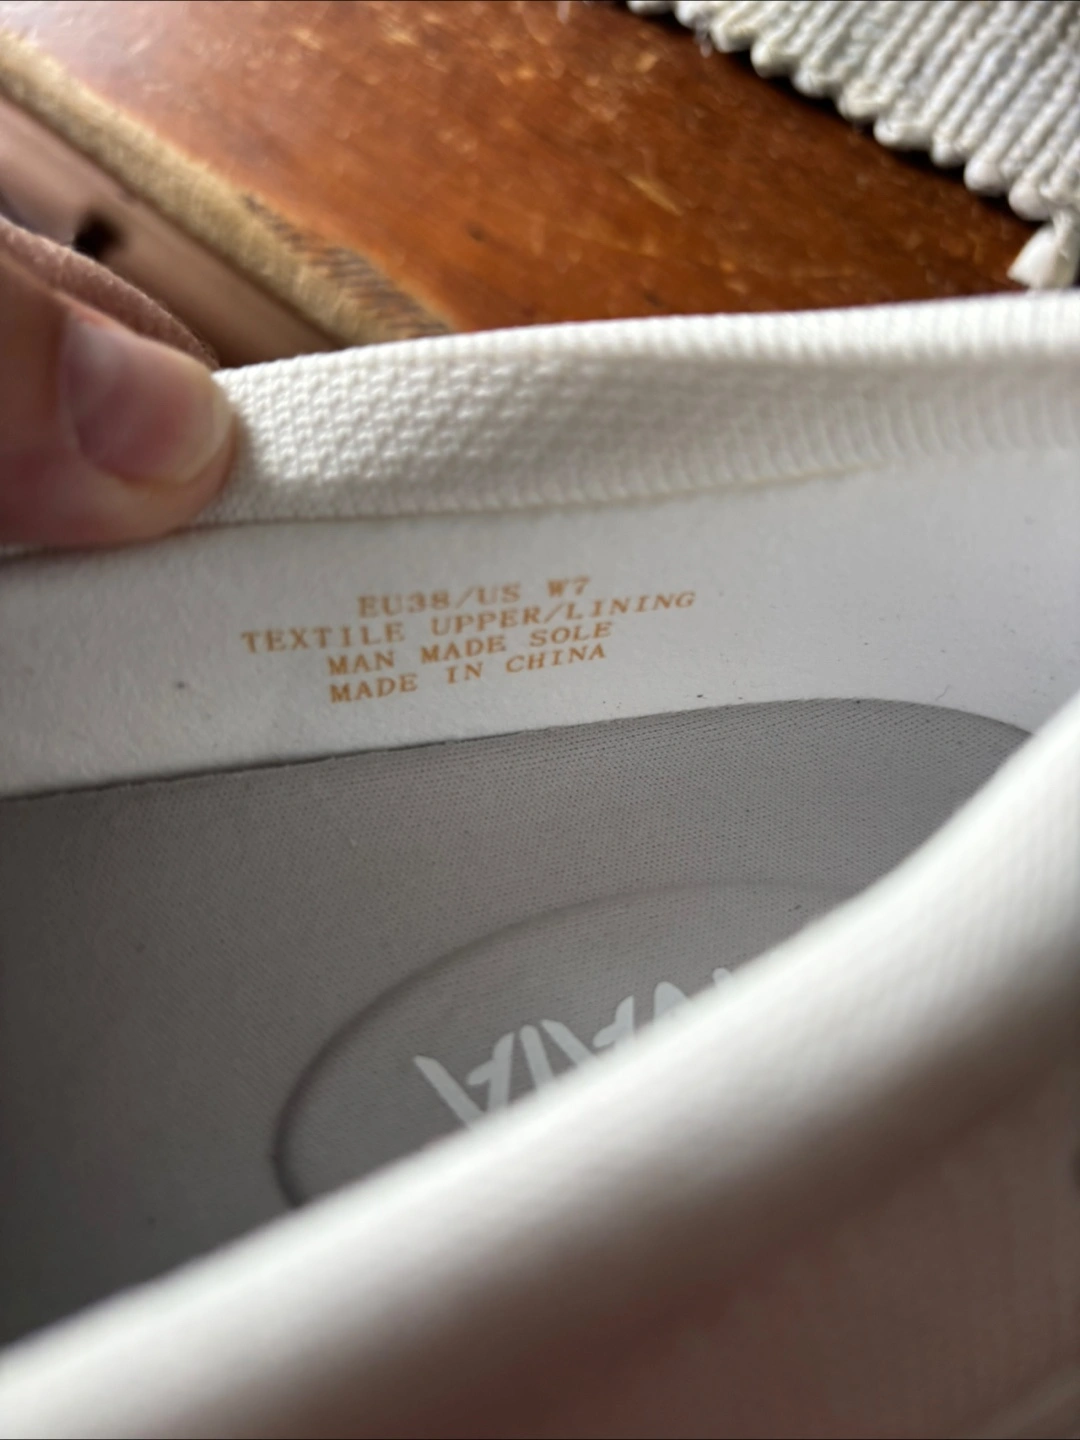 EU38/US W7
TEXTILE UPPER/LINING
MAN MADE SOLE
MADE IN CHINA